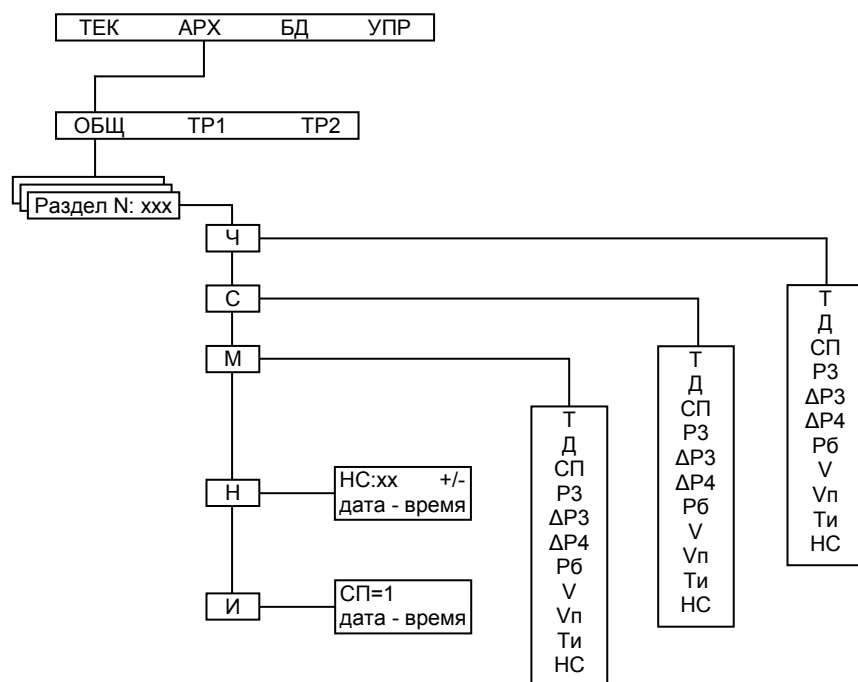 ТЕК АРХ БД УПР
ОБЩ ТР1 ТР2
Раздел N: xxx
Ч
Т
Д
СП
Р3
ΔР3
ΔР4
Рб
V
Vп
Ти
НС
С
Т
Д
СП
Р3
ΔР3
ΔР4
Рб
V
Vп
Ти
НС
М
Т
Д
СП
Р3
ΔР3
ΔР4
Рб
V
Vп
Ти
НС
Н
НС:xx +/-
дата - время
И
СП=1
дата - время